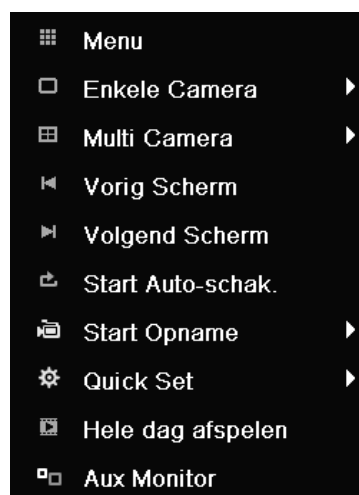 Menu
Enkele Camera
Multi Camera
Vorig Scherm
Volgend Scherm
Start Auto-schak.
Start Opname
Quick Set
Hele dag afspelen
Aux Monitor